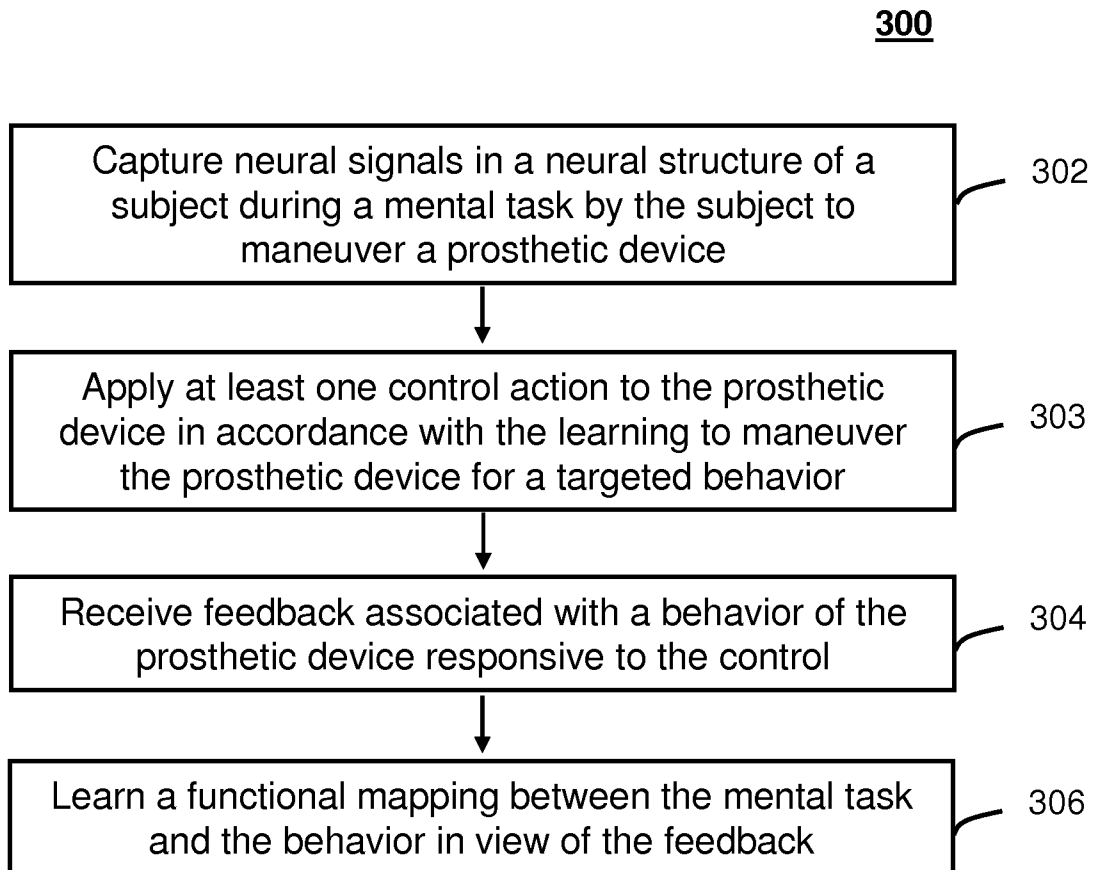 300
Capture neural signals in a neural structure of a
subject during a mental task by the subject to
maneuver a prosthetic device
302
Apply at least one control action to the prosthetic
device in accordance with the learning to maneuver
the prosthetic device for a targeted behavior
303
Receive feedback associated with a behavior of the
prosthetic device responsive to the control
304
Learn a functional mapping between the mental task
and the behavior in view of the feedback
306